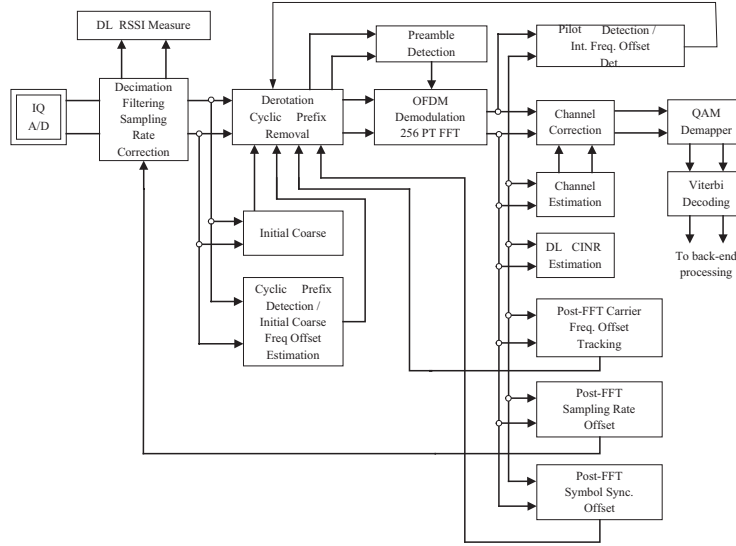 DL RSSI Measure
IQ
A/D
Decimation
Filtering
Sampling
Rate
Correction
Derotation
Cyclic Prefix
Removal
Preamble
Detection
OFDM
Demodulation
256 PT FFT
Pilot Detection /
Int. Freq. Offset
Det.
Channel
Correction
QAM
Demapper
Channel
Estimation
Viterbi
Decoding
To back-end
processing
Initial Coarse
DL CINR
Estimation
Cyclic Prefix
Detection /
Initial Coarse
Freq Offset
Estimation
Post-FFT Carrier
Freq. Offset
Tracking
Post-FFT
Sampling Rate
Offset
Post-FFT
Symbol Sync.
Offset